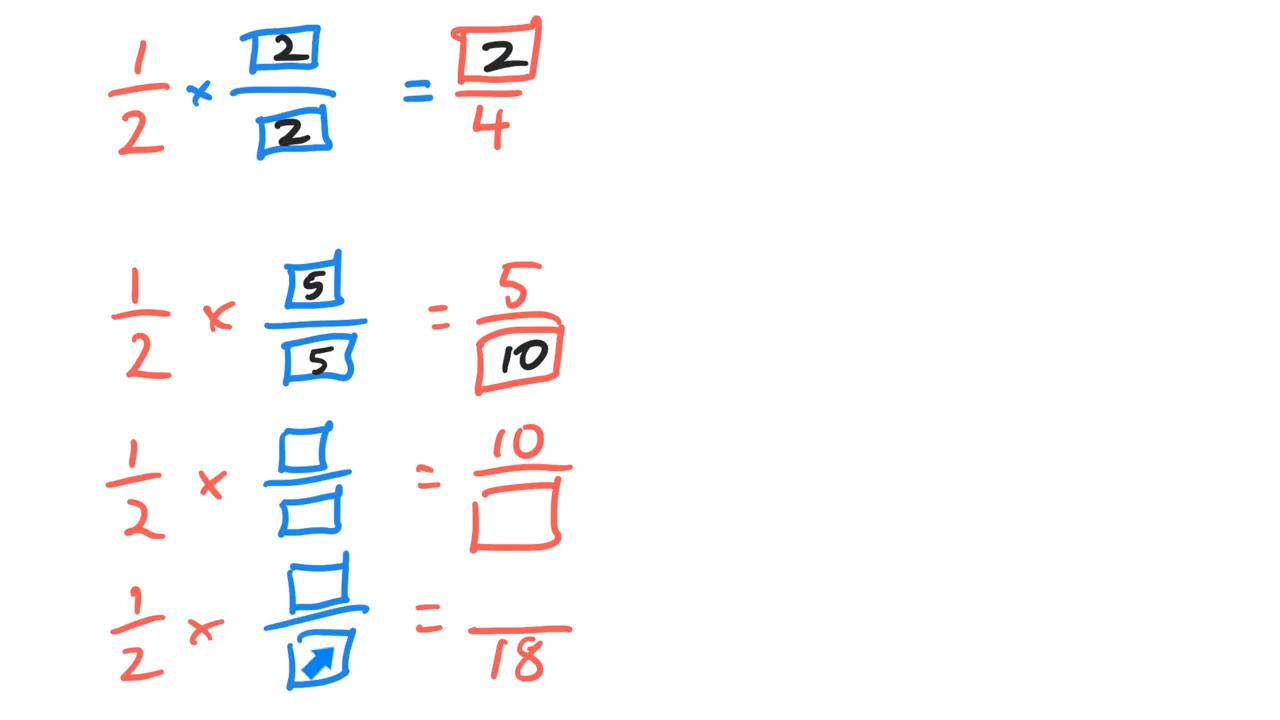 1/2 × 2/2 = 2/4
1/2 × 5/5 = 5/10
1/2 × □/□ = 10/□
1/2 × □/□ = /18